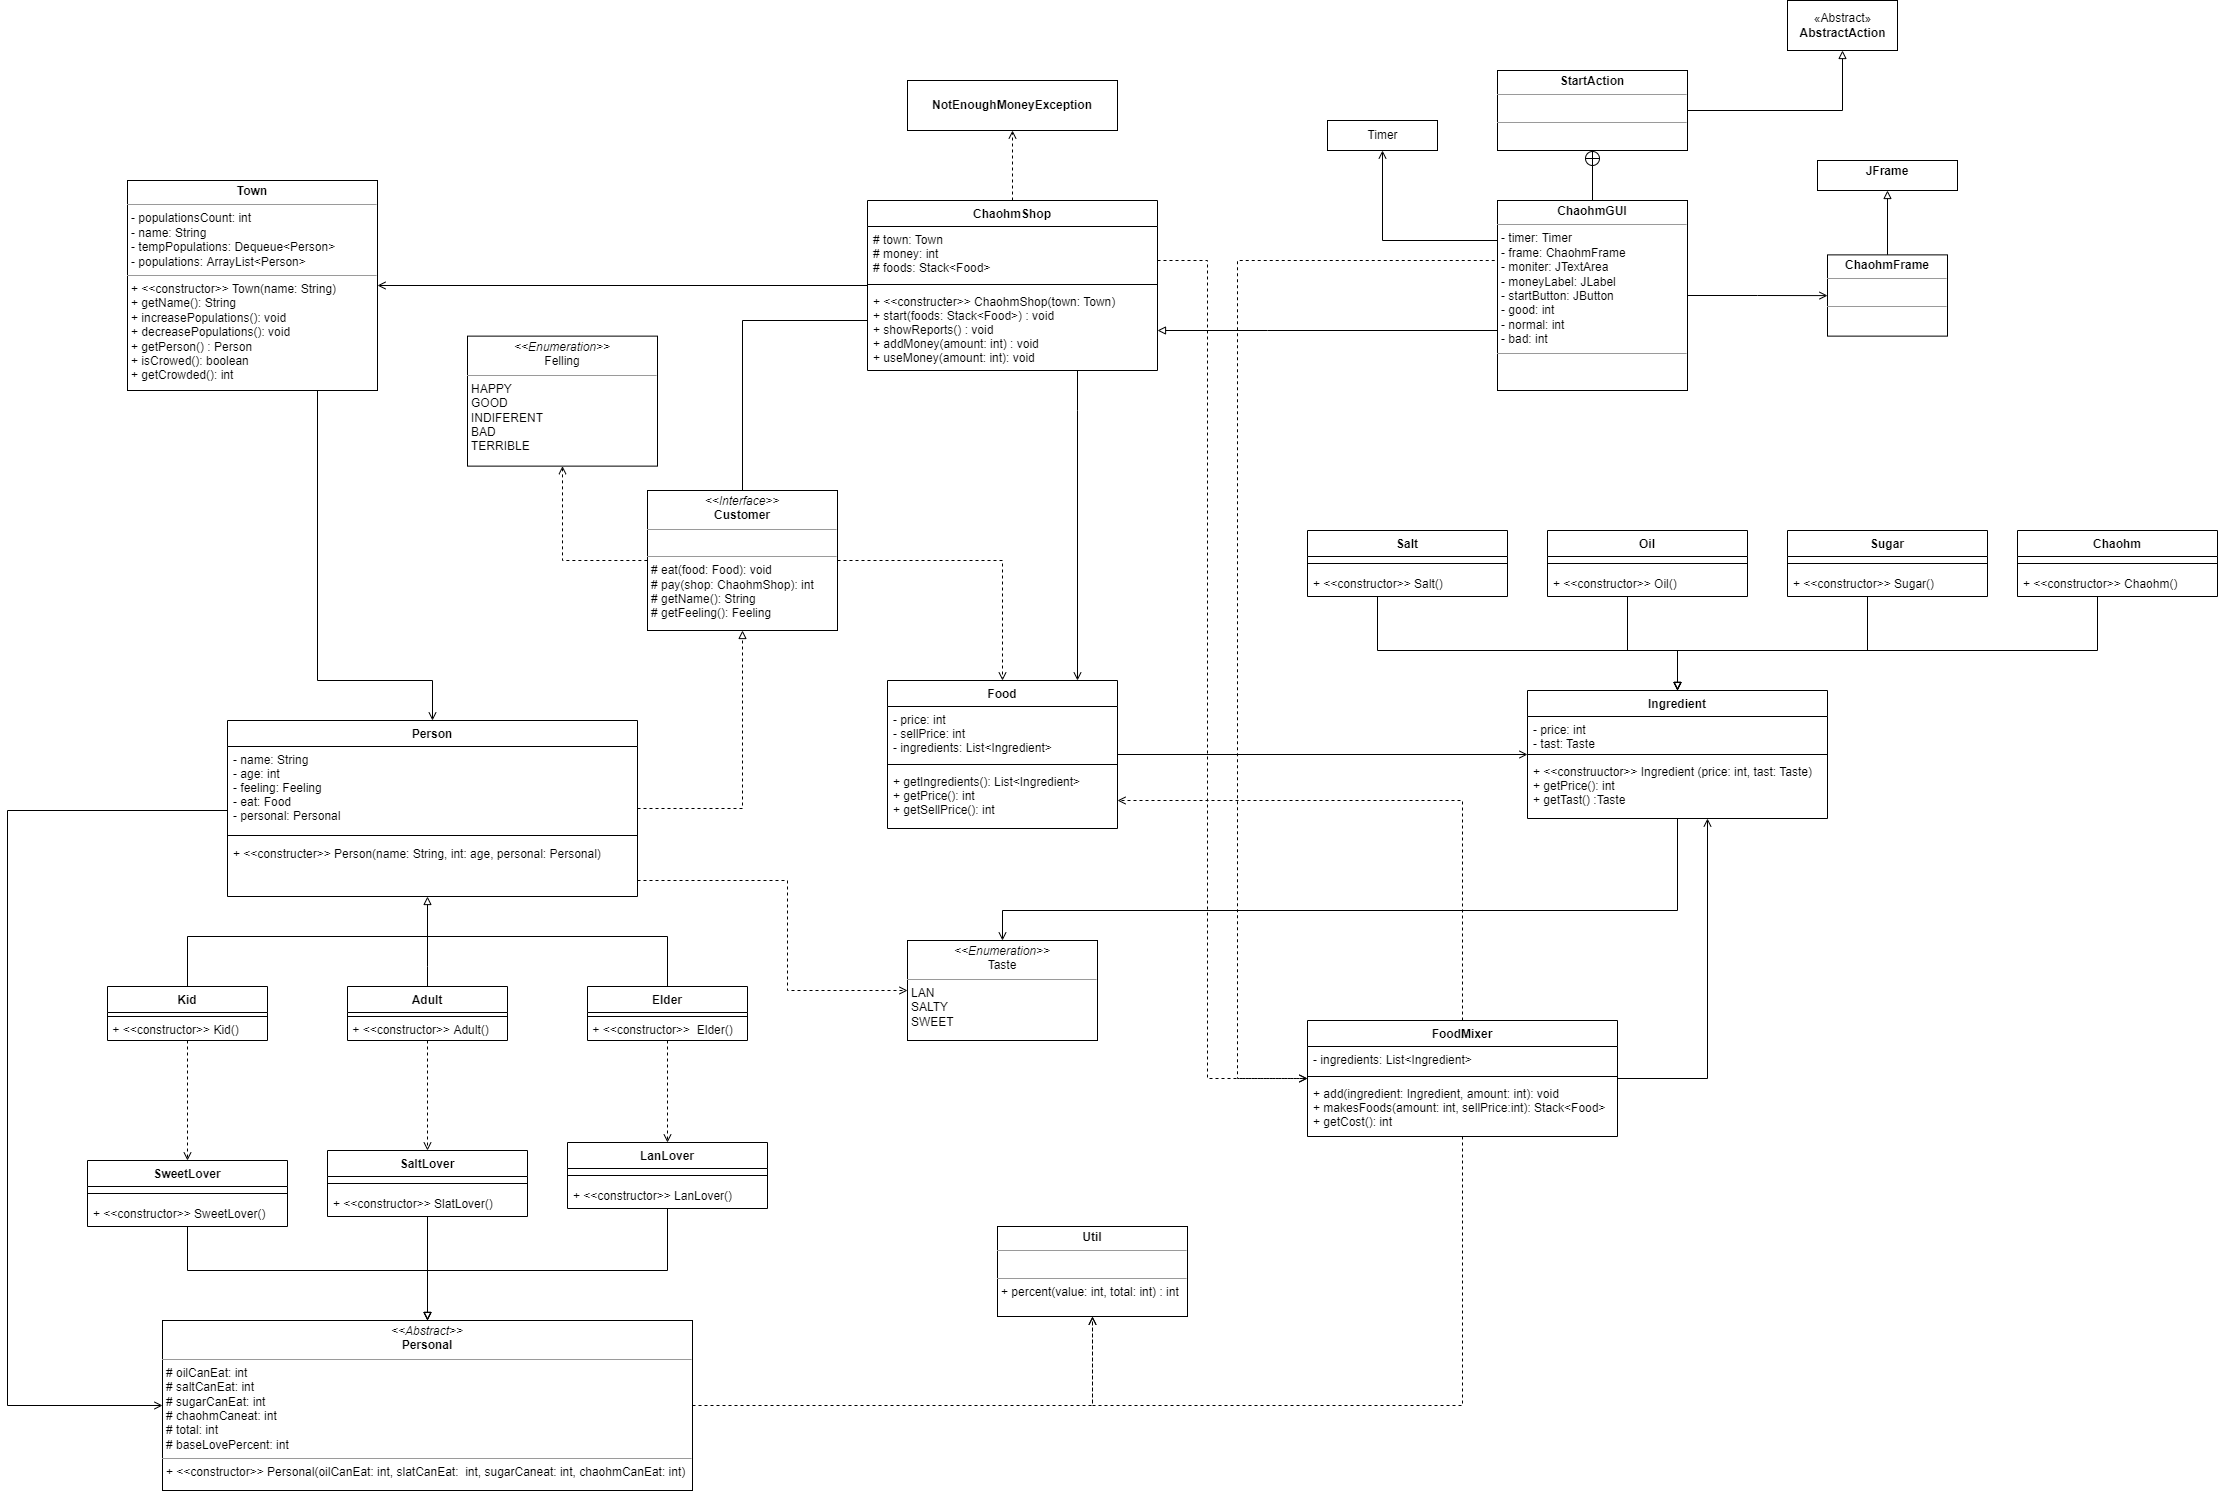 «Abstract»
AbstractAction
StartAction
NotEnoughMoneyException
Timer
JFrame
Town
- populationsCount: int
- name: String
- tempPopulations: Dequeue<Person>
- populations: ArrayList<Person>
+ <<constructor>> Town(name: String)
+ getName(): String
+ increasePopulations(): void
+ decreasePopulations(): void
+ getPerson() : Person
+ isCrowed(): boolean
+ getCrowded(): int
ChaohmShop
# town: Town
# money: int
# foods: Stack<Food>
+ <<constructer>> ChaohmShop(town: Town)
+ start(foods: Stack<Food>) : void
+ showReports() : void
+ addMoney(amount: int) : void
+ useMoney(amount: int): void
ChaohmGUI
- timer: Timer
- frame: ChaohmFrame
- moniter: JTextArea
- moneyLabel: JLabel
- startButton: JButton
- good: int
- normal: int
- bad: int
ChaohmFrame
<<Enumeration>>
Felling
HAPPY
GOOD
INDIFERENT
BAD
TERRIBLE
<<Interface>>
Customer
# eat(food: Food): void
# pay(shop: ChaohmShop): int
# getName(): String
# getFeeling(): Feeling
Salt
+ <<constructor>> Salt()
Oil
+ <<constructor>> Oil()
Sugar
+ <<constructor>> Sugar()
Chaohm
+ <<constructor>> Chaohm()
Food
- price: int
- sellPrice: int
- ingredients: List<Ingredient>
+ getIngredients(): List<Ingredient>
+ getPrice(): int
+ getSellPrice(): int
Ingredient
- price: int
- tast: Taste
+ <<construuctor>> Ingredient (price: int, tast: Taste)
+ getPrice(): int
+ getTast() :Taste
Person
- name: String
- age: int
- feeling: Feeling
- eat: Food
- personal: Personal
+ <<constructer>> Person(name: String, int: age, personal: Personal)
<<Enumeration>>
Taste
LAN
SALTY
SWEET
Kid
+ <<constructor>> Kid()
Adult
+ <<constructor>> Adult()
Elder
+ <<constructor>>  Elder()
FoodMixer
- ingredients: List<Ingredient>
+ add(ingredient: Ingredient, amount: int): void
+ makesFoods(amount: int, sellPrice:int): Stack<Food>
+ getCost(): int
SweetLover
+ <<constructor>> SweetLover()
SaltLover
+ <<constructor>> SlatLover()
LanLover
+ <<constructor>> LanLover()
Util
+ percent(value: int, total: int) : int
<<Abstract>>
Personal
# oilCanEat: int
# saltCanEat: int
# sugarCanEat: int
# chaohmCaneat: int
# total: int
# baseLovePercent: int
+ <<constructor>> Personal(oilCanEat: int, slatCanEat:  int, sugarCaneat: int, chaohmCanEat: int)